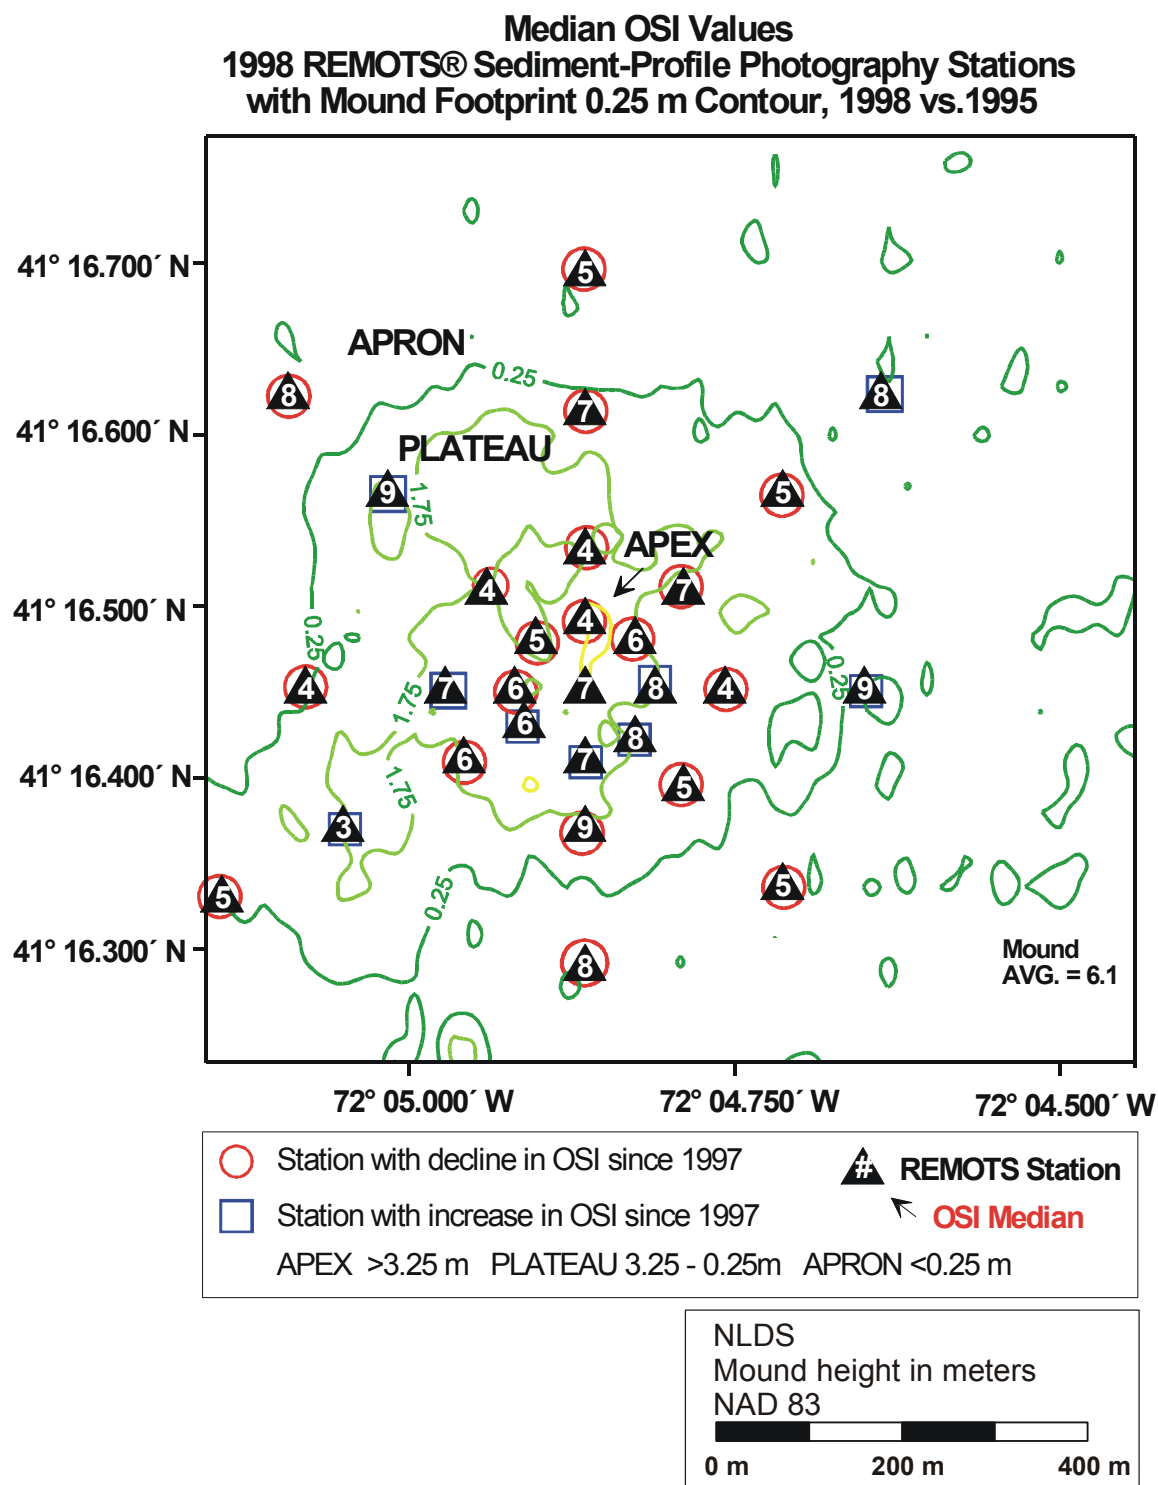 Median OSI Values
1998 REMOTS® Sediment-Profile Photography Stations
with Mound Footprint 0.25 m Contour, 1998 vs.1995
41° 16.700´ N
5
APRON
0.25
8
8
7
41° 16.600´ N
PLATEAU
9
1.75
5
4
APEX
4
7
41° 16.500´ N
4
0.25
5
6
4
7
6
7
8
4
0.25
9
1.75
6
8
6
7
41° 16.400´ N
1.75
5
3
9
5
0.25
5
41° 16.300´ N
8
Mound
AVG. = 6.1
72° 05.000´ W
72° 04.750´ W
72° 04.500´ W
Station with decline in OSI since 1997
# REMOTS Station
Station with increase in OSI since 1997
OSI Median
APEX >3.25 m PLATEAU 3.25 - 0.25m APRON <0.25 m
NLDS
Mound height in meters
NAD 83
0 m 200 m 400 m